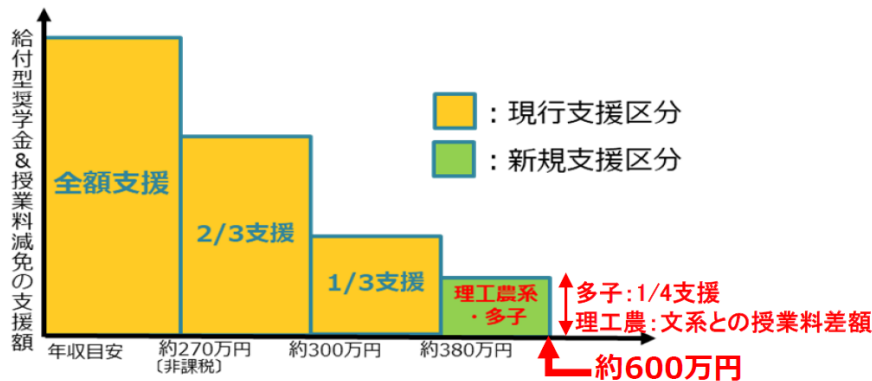 給付型奨学金&授業料減免の支援額
：現行支援区分
：新規支援区分
全額支援
2/3支援
1/3支援
理工農系
・多子
多子：1/4支援
理工農：文系との授業料差額
年収目安
約270万円
〔非課税〕
約300万円
約380万円
約600万円